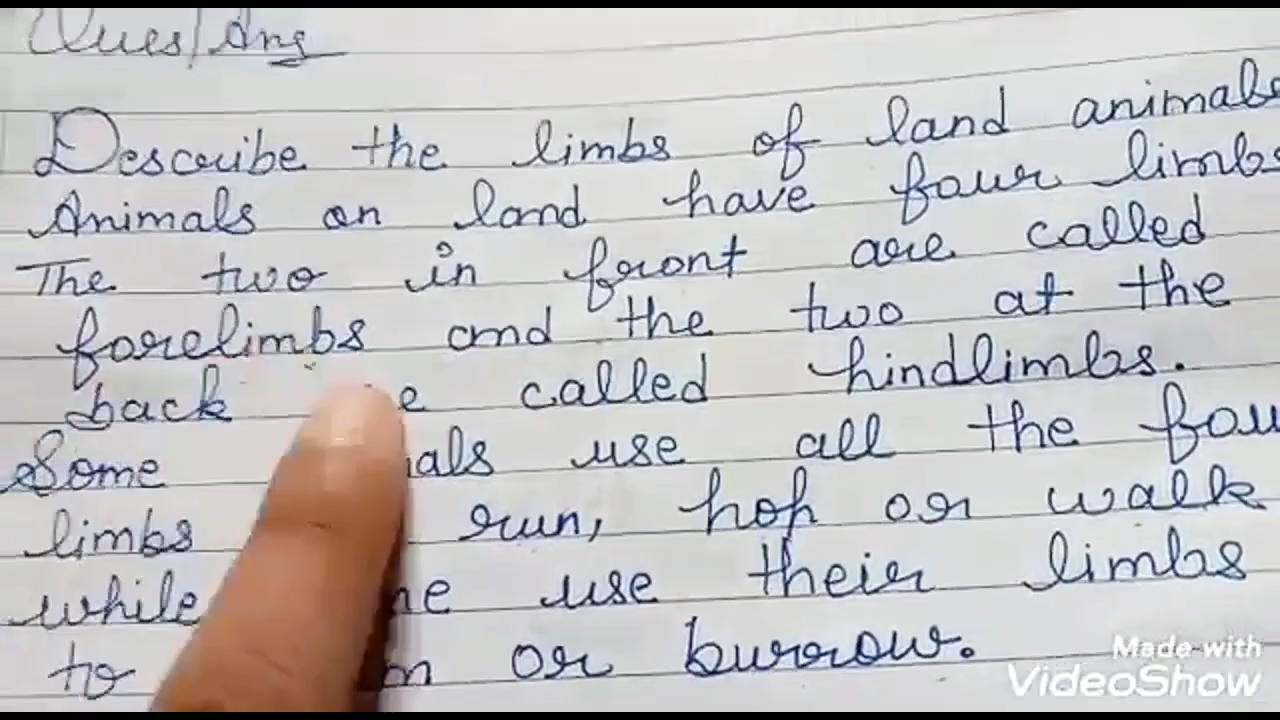 Ques/Ans
Describe the limbs of land animals
Animals on land have four limbs
The two in front are called
forelimbs and the two at the
back called hindlimbs.
Some use all the fou
limbs run, hop or walk
while use their limbs
to or burrow.
Made with
VideoShow